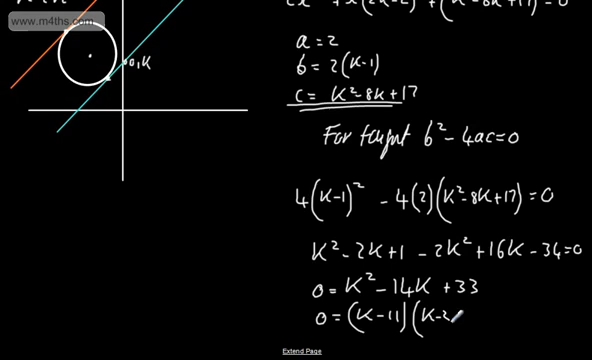 www.m4ths.com
0,K
a = 2
b = 2(K-1)
c = K² - 8K + 17
For tangent b² - 4ac = 0
4(K-1)² - 4(2)(K² - 8K + 17) = 0
K² - 2K + 1 - 2K² + 16K - 34 = 0
0 = K² - 14K + 33
0 = (K - 11)(K - 3
Extend Page